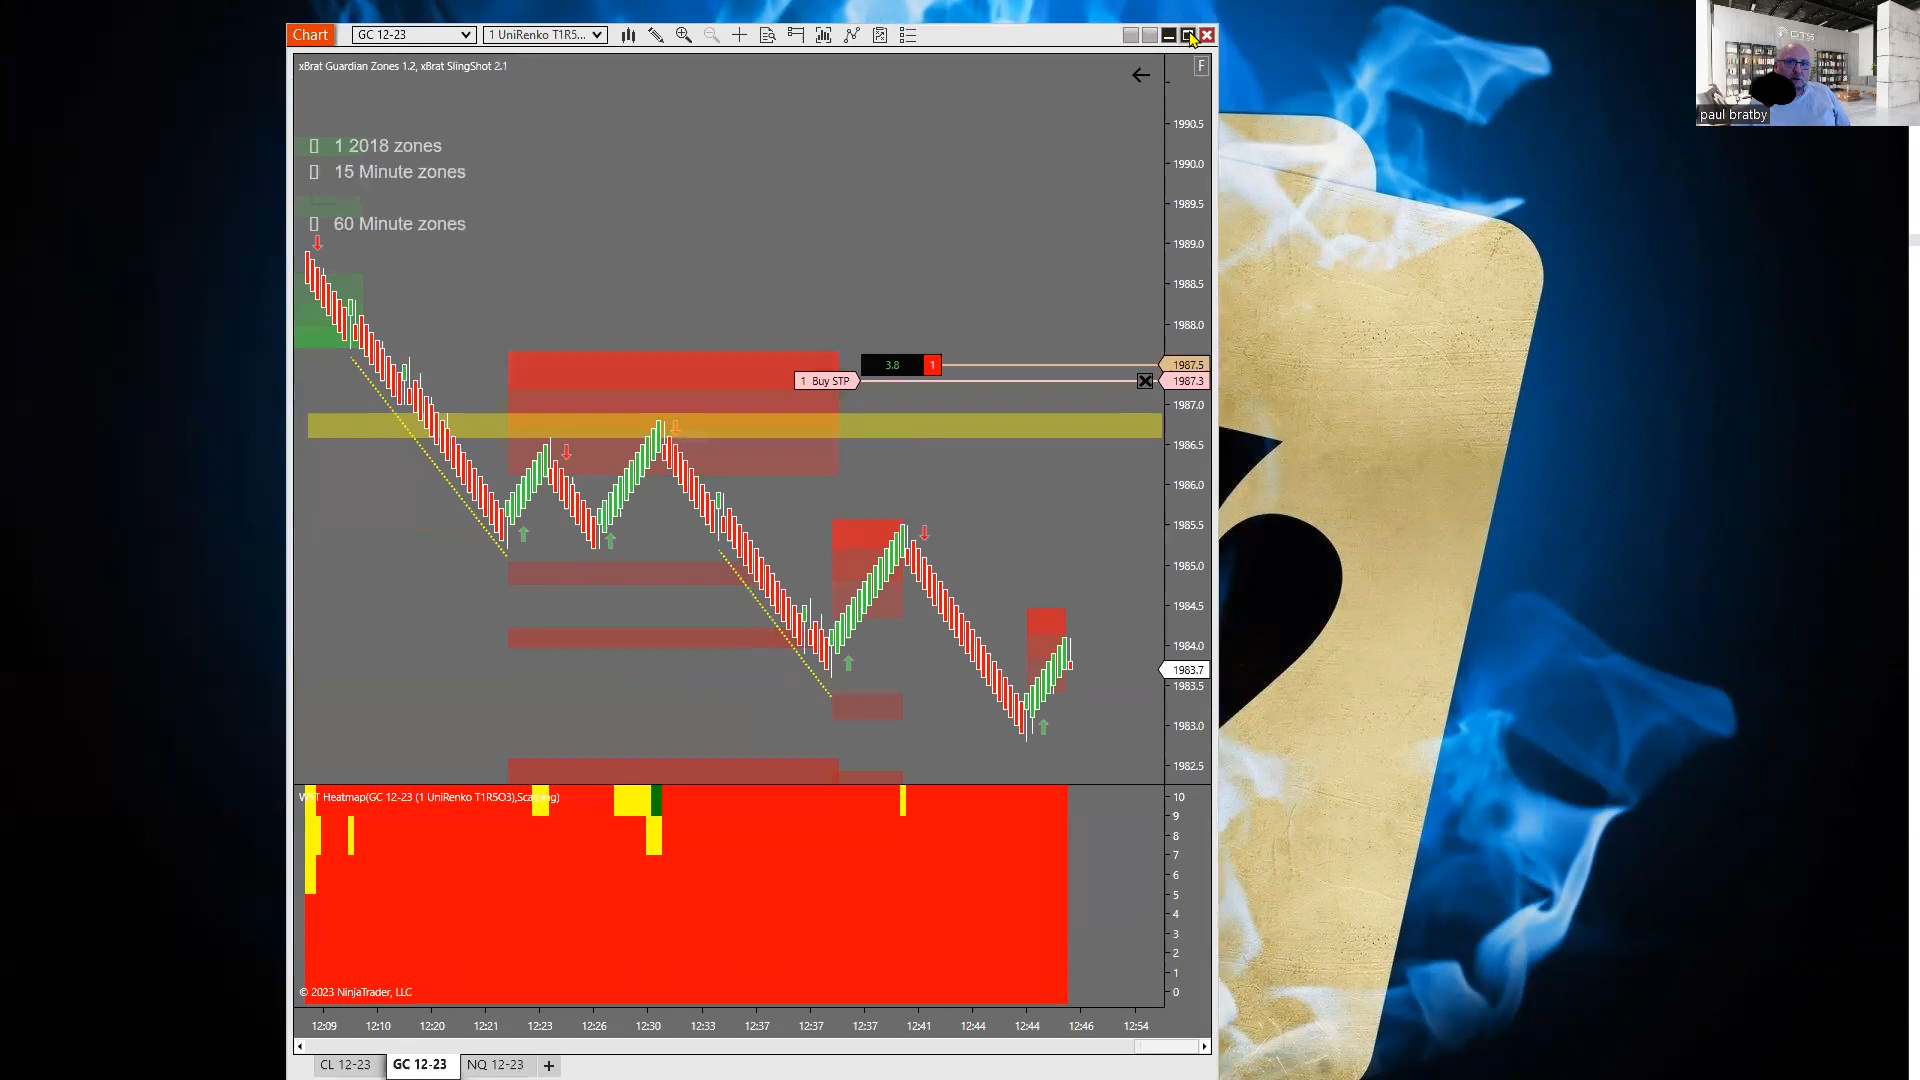 Chart
GC 12-23
1 UniRenko T1R5...
xBrat Guardian Zones 1.2, xBrat SlingShot 2.1
F
1 2018 zones
15 Minute zones
60 Minute zones
1990.5
1990.0
1989.5
1989.0
1988.5
1988.0
3.8
1
1987.5
1 Buy STP
1987.3
1987.0
1986.5
1986.0
1985.5
1985.0
1984.5
1984.0
1983.7
1983.5
1983.0
1982.5
WST Heatmap(GC 12-23 (1 UniRenko T1R5O3),Scalping)
10
9
8
7
6
5
4
3
2
1
0
© 2023 NinjaTrader, LLC
12:09 12:10 12:20 12:21 12:23 12:26 12:30 12:33 12:37 12:37 12:37 12:41 12:44 12:44 12:46 12:54
CL 12-23 GC 12-23 NQ 12-23 +
GTS
paul bratby